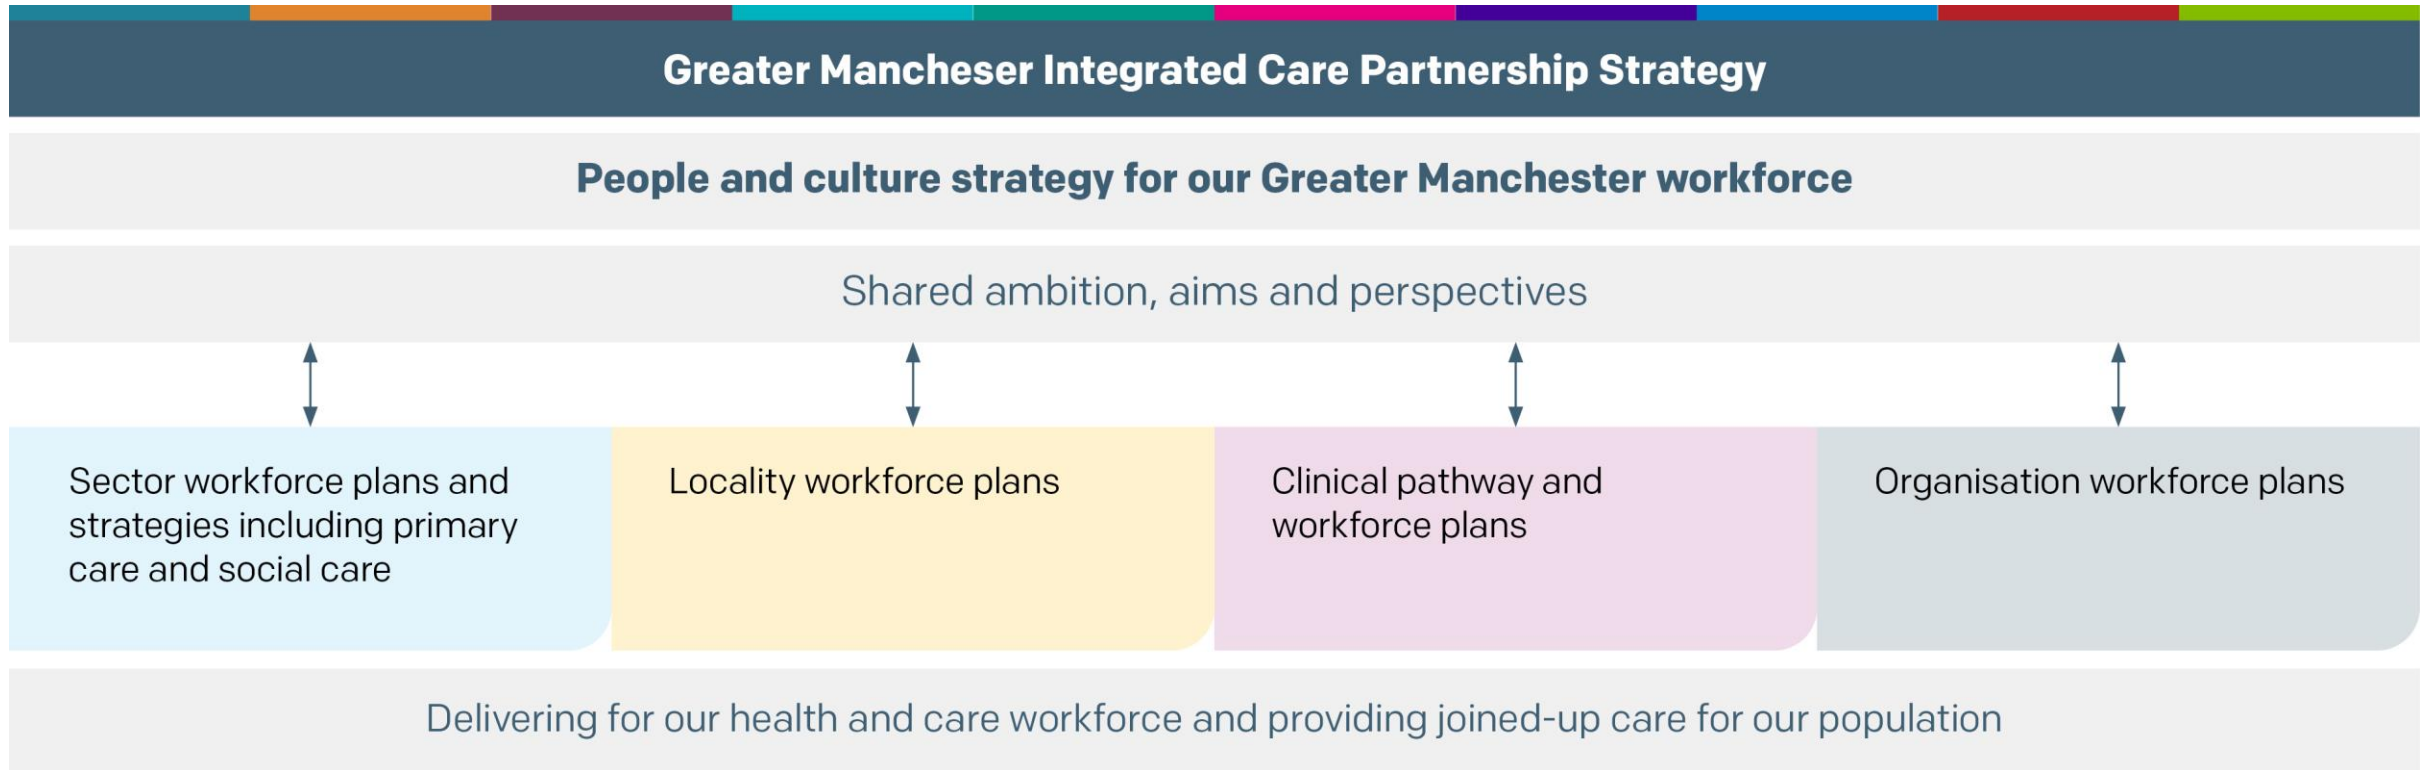 Greater Mancheser Integrated Care Partnership Strategy
People and culture strategy for our Greater Manchester workforce
Shared ambition, aims and perspectives
Sector workforce plans and
strategies including primary
care and social care
Locality workforce plans
Clinical pathway and
workforce plans
Organisation workforce plans
Delivering for our health and care workforce and providing joined-up care for our population